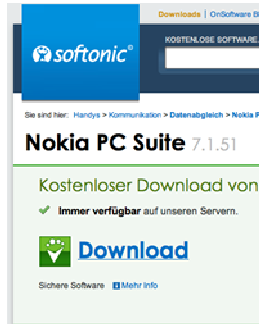 Downloads | OnSoftware
KOSTENLOSE SOFTWARE
softonic®
Sie sind hier: Handys > Kommunikation > Datenabgleich > Nokia
Nokia PC Suite 7.1.51
Kostenloser Download von
Immer verfügbar auf unseren Servern.
Download
Sichere Software Mehr Info